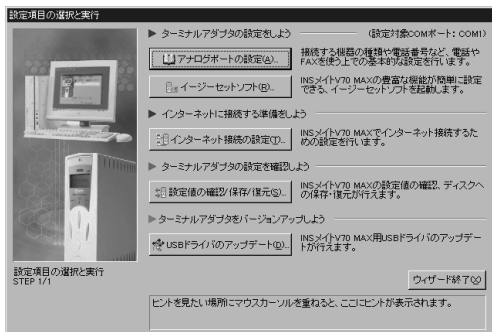 設定項目の選択と実行
▶ ターミナルアダプタの設定をしよう (設定対象COMポート: COM1)
アナログポートの設定(A)...
接続する機器の種類や電話番号など、電話や
FAXを使う上での基本的な設定を行います。
イージーセットソフト(R)...
INSメイトV70 MAXの豊富な機能が簡単に設定
できる、イージーセットソフトを起動します。
▶ インターネットに接続する準備をしよう
インターネット接続の設定(I)...
INSメイトV70 MAXでインターネット接続するた
めの設定を行います。
▶ ターミナルアダプタの設定を確認しよう
設定値の確認/保存/復元(S)...
INSメイトV70 MAXの設定値の確認、ディスクへ
の保存・復元が行えます。
▶ターミナルアダプタをバージョンアップしよう
USBドライバのアップデート(D)...
INSメイトV70 MAX用USBドライバのアップデー
トが行えます。
設定項目の選択と実行
STEP 1/1
ウィザード終了(X)
ヒントを見たい場所にマウスカーソルを重ねると、ここにヒントが表示されます。